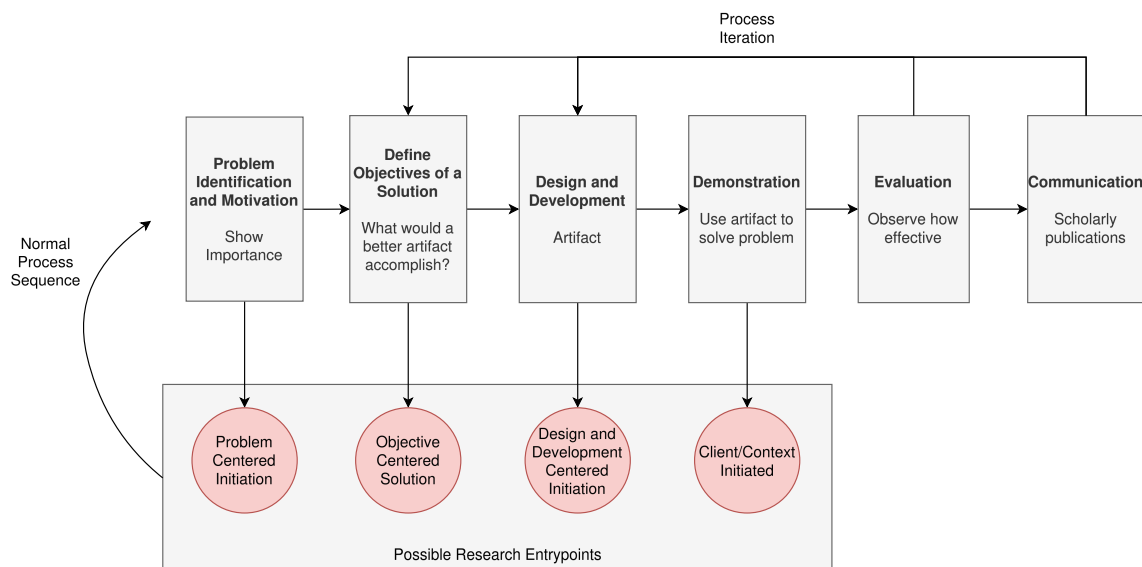 Process
Iteration
Problem
Identification
and Motivation
Show
Importance
Define
Objectives of a
Solution
What would a
better artifact
accomplish?
Design and
Development
Artifact
Demonstration
Use artifact to
solve problem
Evaluation
Observe how
effective
Communication
Scholarly
publications
Normal
Process
Sequence
Problem
Centered
Initiation
Objective
Centered
Solution
Design and
Development
Centered
Initiation
Client/Context
Initiated
Possible Research Entrypoints